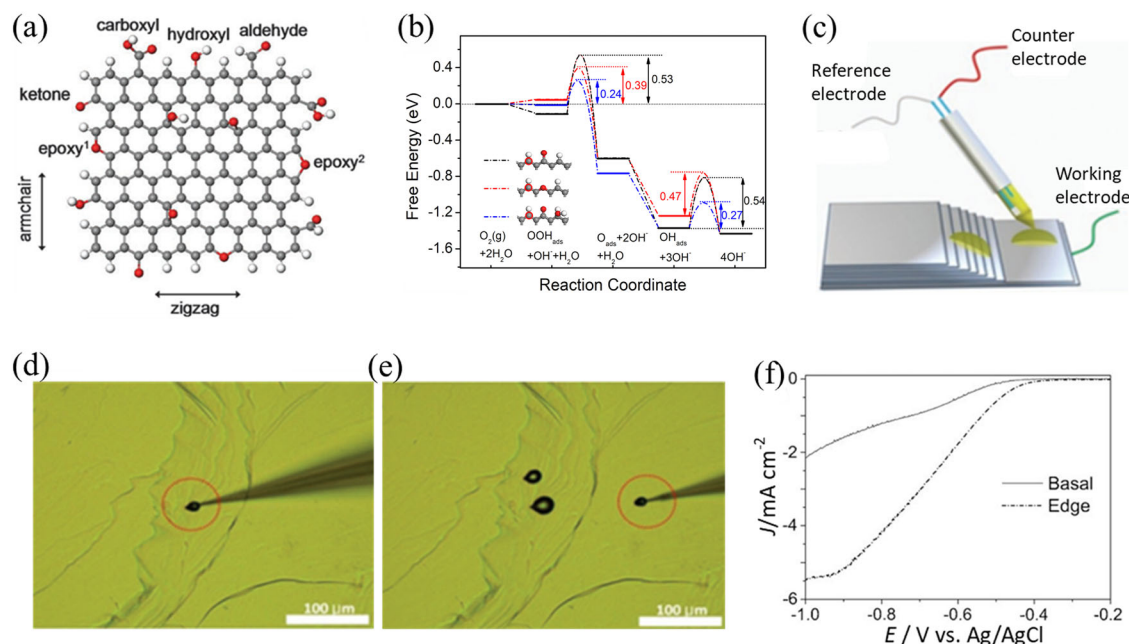 (a)
carboxyl
hydroxyl
aldehyde
ketone
epoxy¹
epoxy²
armchair
zigzag
(b)
Free Energy (eV)
0.4
0.0
-0.4
-0.8
-1.2
-1.6
0.24
0.39
0.53
0.47
0.27
0.54
O₂(g)
+2H₂O
OOHads
+OH⁻+H₂O
Oads+2OH⁻
+H₂O
OHads
+3OH⁻
4OH⁻
Reaction Coordinate
(c)
Counter
electrode
Reference
electrode
Working
electrode
(d)
100 μm
(e)
100 μm
(f)
J/mA cm⁻²
0
-2
-4
-6
Basal
Edge
-1.0
-0.8
-0.6
-0.4
-0.2
E / V vs. Ag/AgCl